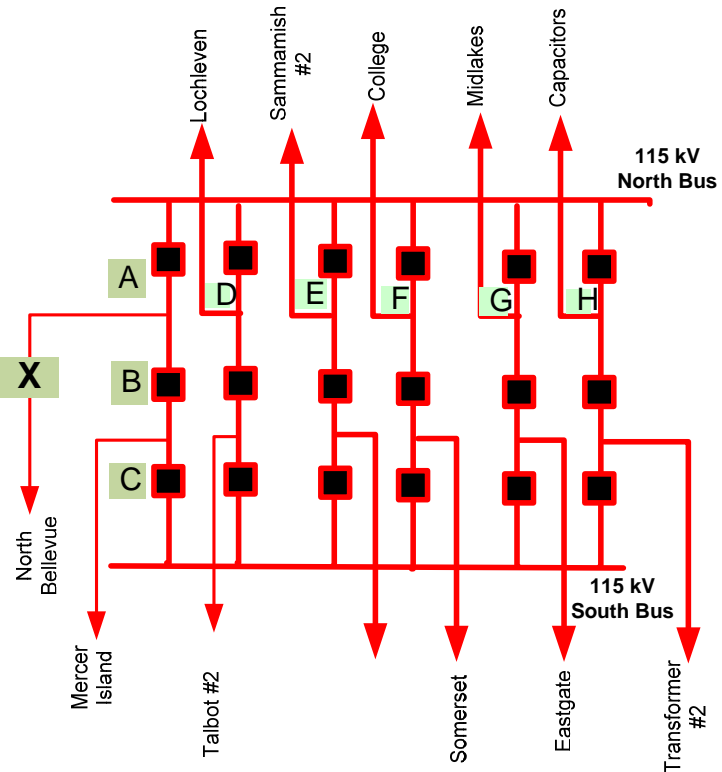 Lochleven
Sammamish
#2
College
Midlakes
Capacitors
115 kV
North Bus
A
D
E
F
G
H
X
B
C
North
Bellevue
115 kV
South Bus
Mercer
Island
Talbot #2
Somerset
Eastgate
Transformer
#2